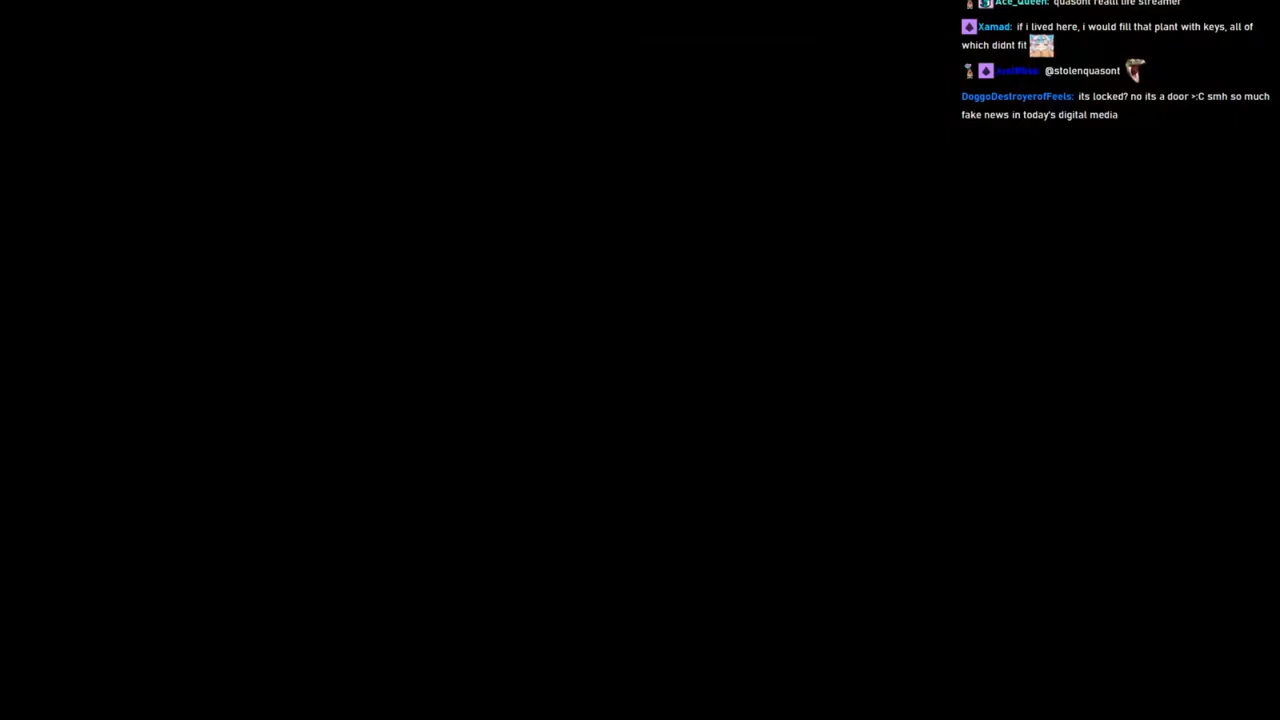 Ace_Queen: quasont realll life streamer
Xamad: if i lived here, i would fill that plant with keys, all of
which didnt fit
@stolenquasont
DoggoDestroyerofFeels: its locked? no its a door >:C smh so much
fake news in today's digital media